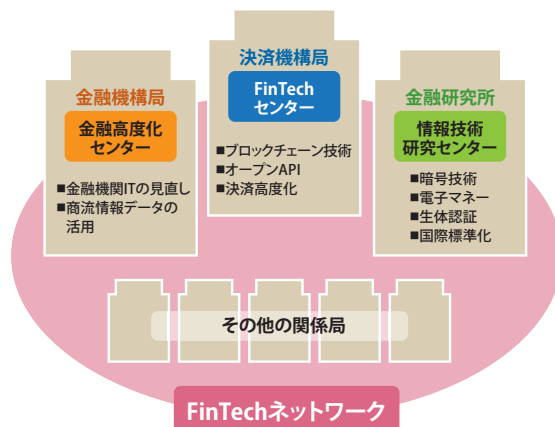 決済機構局
FinTech
センター
■ブロックチェーン技術
■オープンAPI
■決済高度化
金融機構局
金融高度化
センター
■金融機関ITの見直し
■商流情報データの
活用
金融研究所
情報技術
研究センター
■暗号技術
■電子マネー
■生体認証
■国際標準化
その他の関係局
FinTechネットワーク